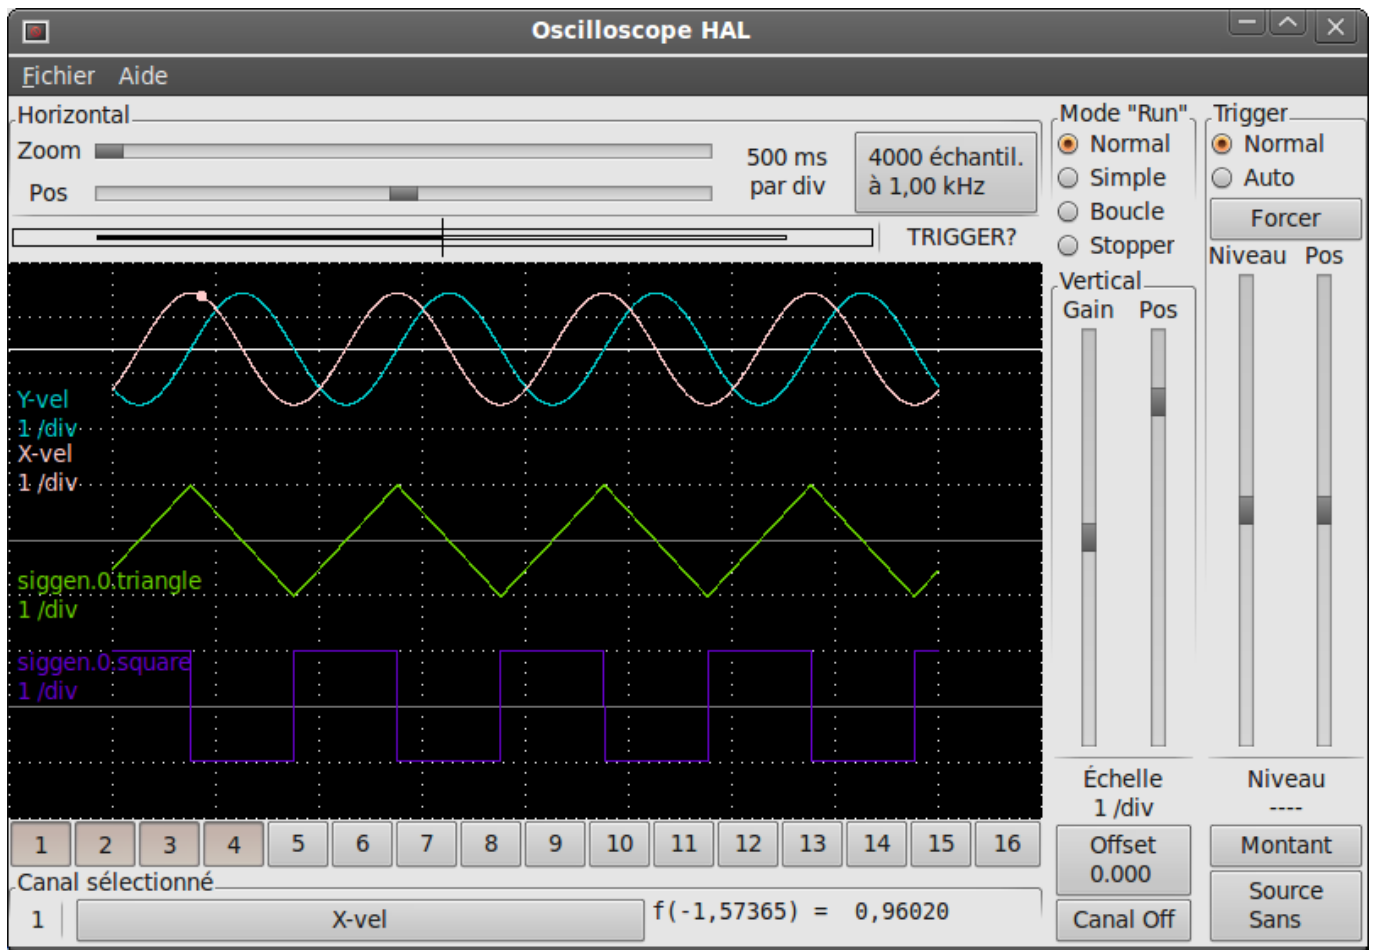 Oscilloscope HAL
Fichier Aide
Horizontal
Zoom
Pos
500 ms
par div
4000 échantil.
à 1,00 kHz
TRIGGER?
Mode "Run"
Normal
Simple
Boucle
Stopper
Trigger
Normal
Auto
Forcer
Niveau Pos
Vertical
Gain Pos
Y-vel
1 /div
X-vel
1 /div
siggen.0.triangle
1 /div
siggen.0.square
1 /div
Échelle
1 /div
Offset
0.000
Canal Off
Niveau
----
Montant
Source
Sans
1 2 3 4 5 6 7 8 9 10 11 12 13 14 15 16
Canal sélectionné
1 X-vel f(-1,57365) = 0,96020